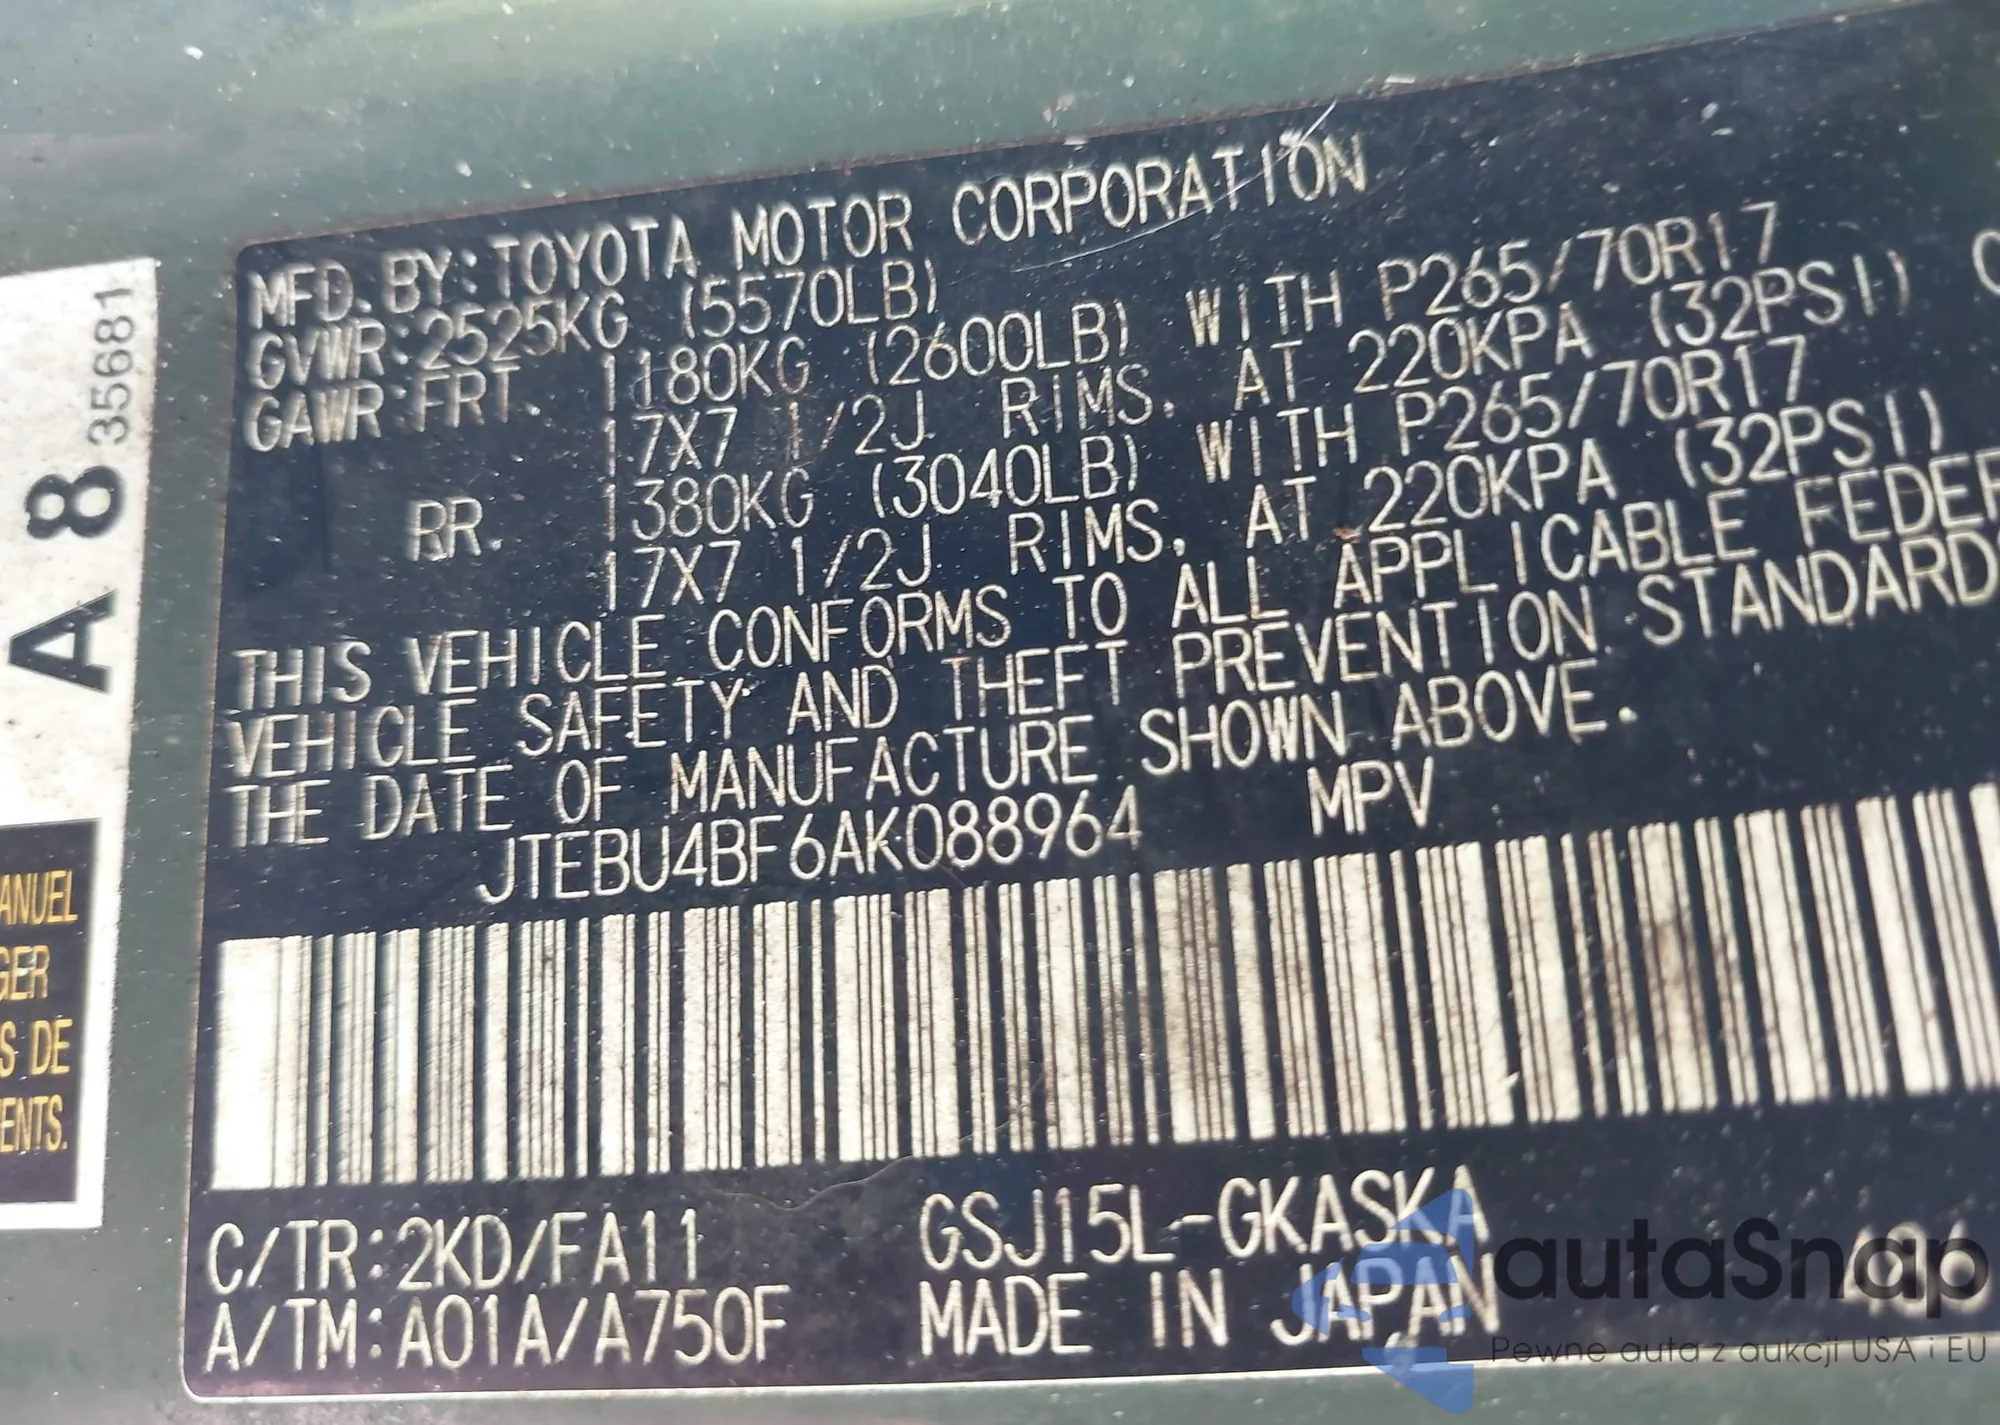 MFD. BY: TOYOTA MOTOR CORPORATION
GVWR: 2525KG (5570LB)
GAWR: FRT. 1180KG (2600LB) WITH P265/70R17
17X7 1/2J RIMS, AT 220KPA (32PSI)
RR. 1380KG (3040LB) WITH P265/70R17
17X7 1/2J RIMS, AT 220KPA (32PSI)
THIS VEHICLE CONFORMS TO ALL APPLICABLE FEDER
VEHICLE SAFETY AND THEFT PREVENTION STANDARDS
THE DATE OF MANUFACTURE SHOWN ABOVE.
JTEBU4BF6AK088964 MPV
C/TR: 2KD/FA11 GSJ15L-GKASKA
A/TM: A01A/A750F MADE IN JAPAN
A8 35681
ANUEL
GER
S DE
ENTS.
autaSnap
Pewne auta z aukcji USA i EU